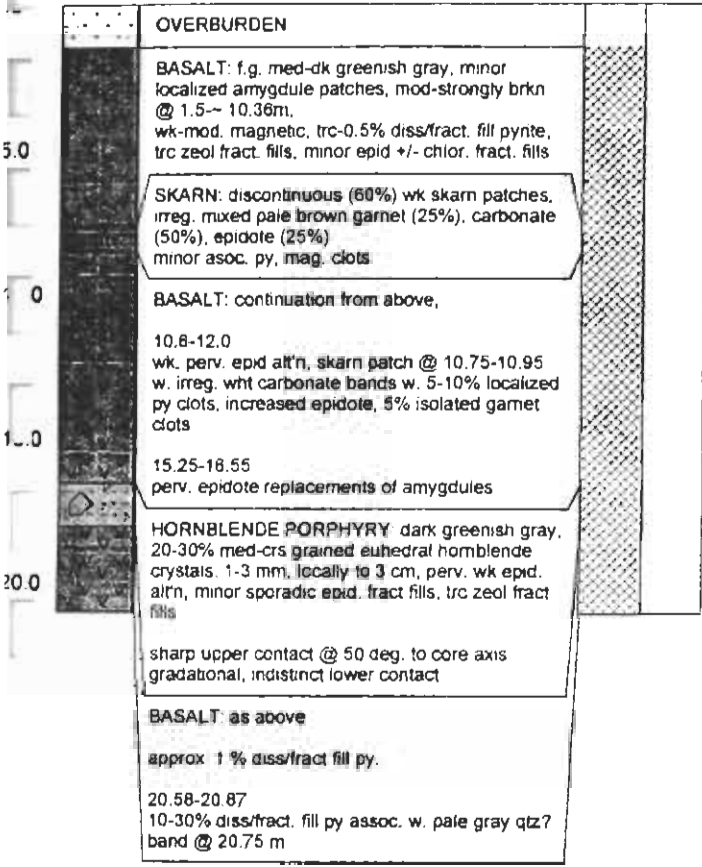 OVERBURDEN
BASALT: f.g. med-dk greenish gray, minor
localized amygdule patches, mod-strongly brkn
@ 1.5-~ 10.36m,
wk-mod. magnetic, trc-0.5% diss/fract. fill pyrite,
trc zeol fract. fills, minor epid +/- chlor. fract. fills
5.0
SKARN: discontinuous (60%) wk skarn patches,
irreg. mixed pale brown garnet (25%), carbonate
(50%), epidote (25%)
minor asoc. py, mag. clots
0
BASALT: continuation from above,
10.6-12.0
wk. perv. epid alt'n, skarn patch @ 10.75-10.95
w. irreg. wht carbonate bands w. 5-10% localized
py clots, increased epidote, 5% isolated garnet
clots
.0
15.25-16.55
perv. epidote replacements of amygdules
HORNBLENDE PORPHYRY dark greenish gray,
20-30% med-crs grained euhedral hornblende
crystals. 1-3 mm, locally to 3 cm, perv. wk epid.
20.0
alt'n, minor sporadic epid. fract fills, trc zeol fract
fills
sharp upper contact @ 50 deg. to core axis
gradational, indistinct lower contact
BASALT: as above
approx 1 % diss/fract fill py.
20.58-20.87
10-30% diss/fract. fill py assoc. w. pale gray qtz?
band @ 20.75 m